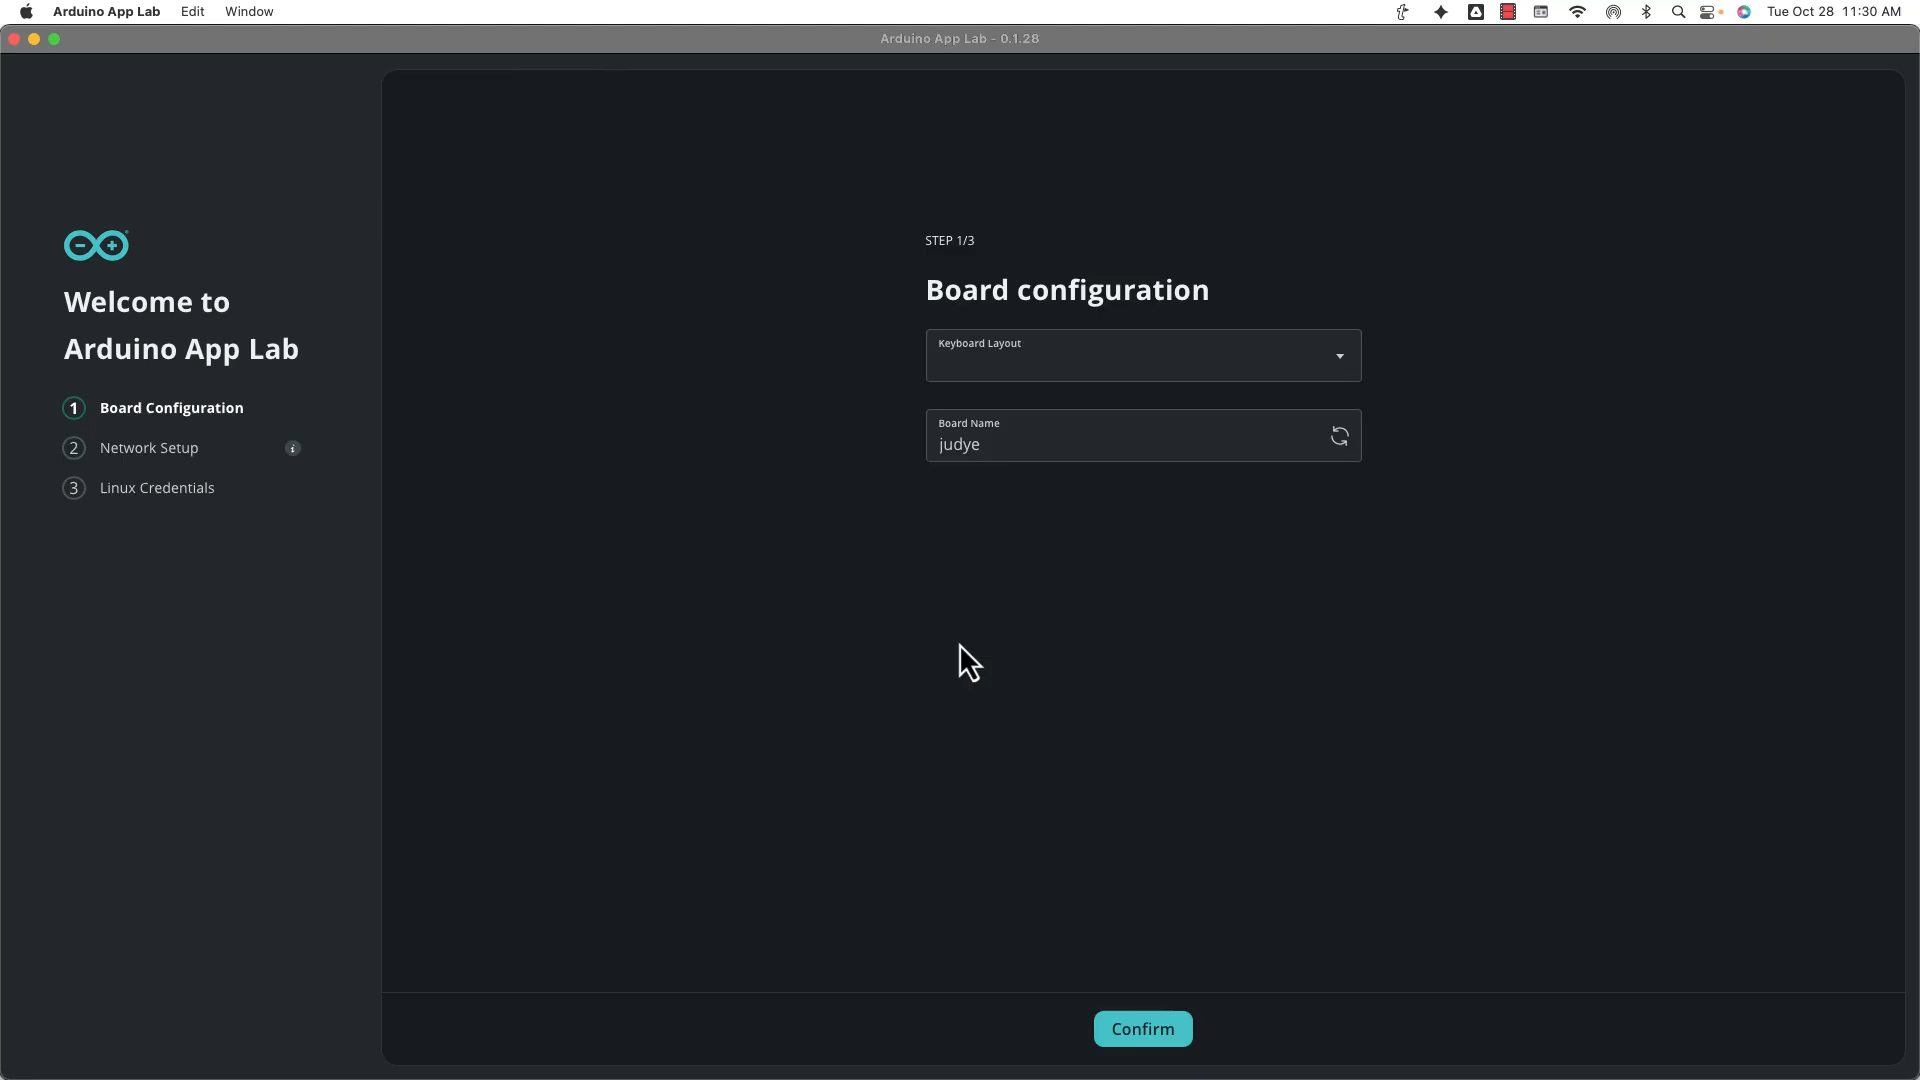 Arduino App Lab Edit Window Tue Oct 28 11:30 AM
Arduino App Lab - 0.1.28
Welcome to
Arduino App Lab
1 Board Configuration
2 Network Setup i
3 Linux Credentials
STEP 1/3
Board configuration
Keyboard Layout
Board Name
judye
Confirm